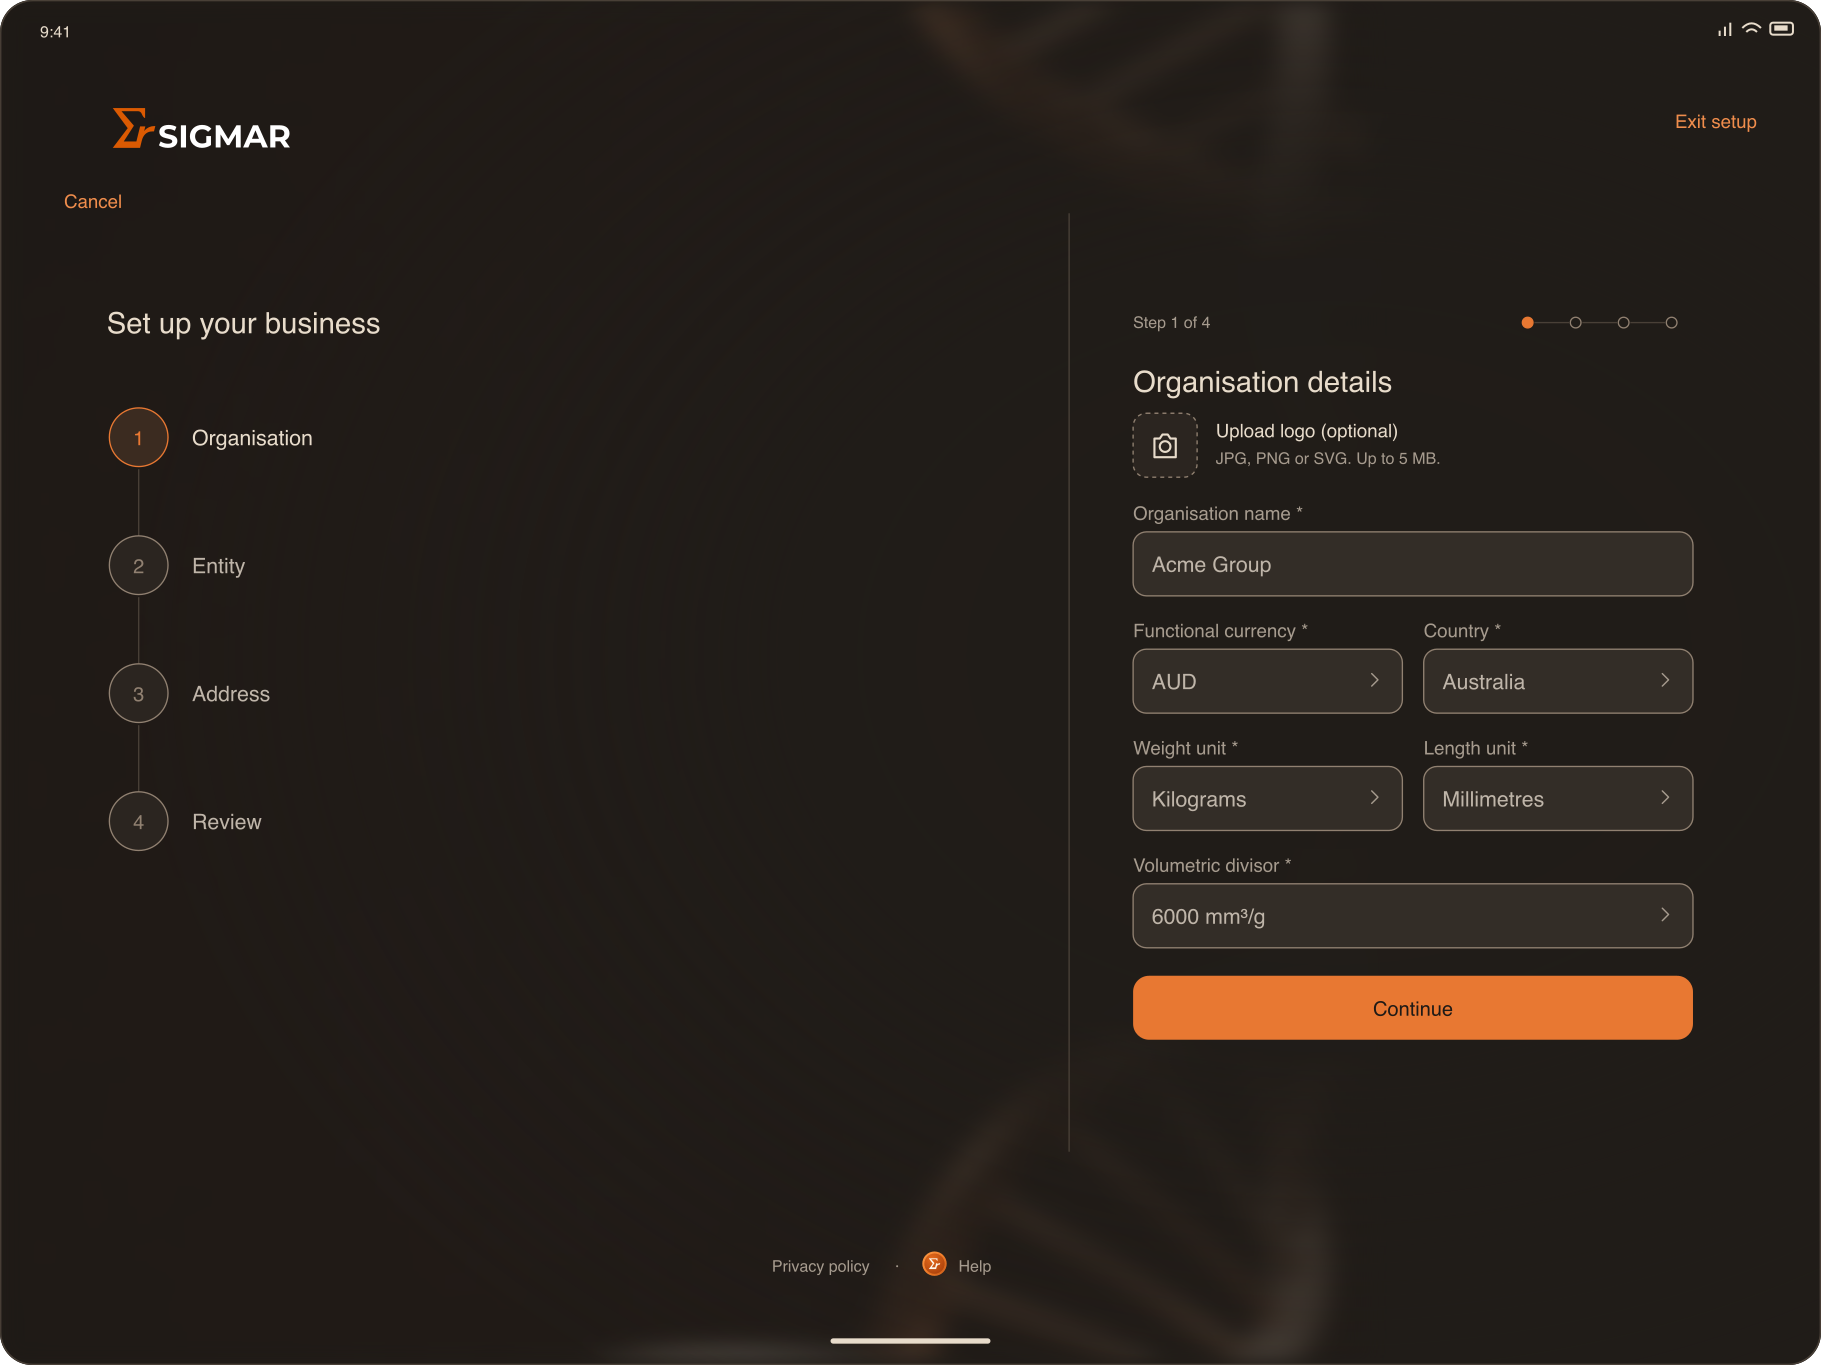 9:41
SIGMAR
Exit setup
Cancel
Set up your business
1 Organisation
2 Entity
3 Address
4 Review
Step 1 of 4
Organisation details
Upload logo (optional)
JPG, PNG or SVG. Up to 5 MB.
Organisation name *
Acme Group
Functional currency * Country *
AUD Australia
Weight unit * Length unit *
Kilograms Millimetres
Volumetric divisor *
6000 mm³/g
Continue
Privacy policy · Help